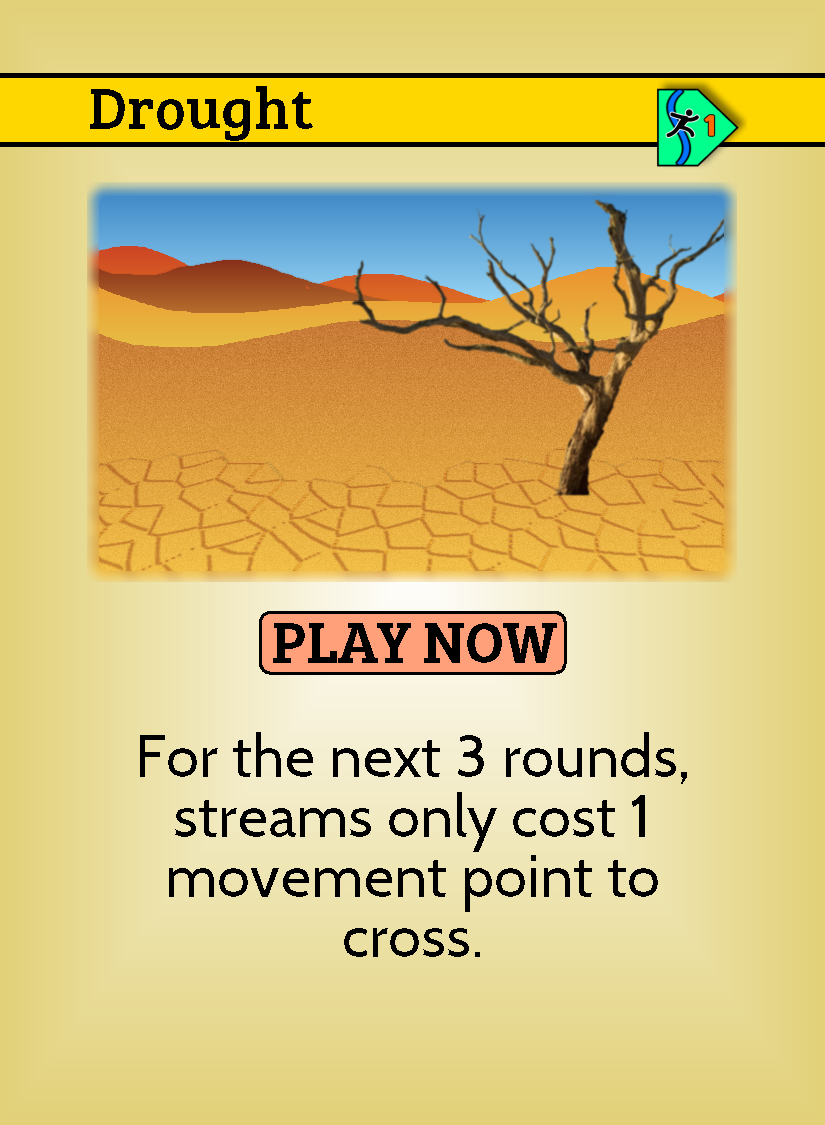 Drought
1
PLAY NOW
For the next 3 rounds,
streams only cost 1
movement point to
cross.